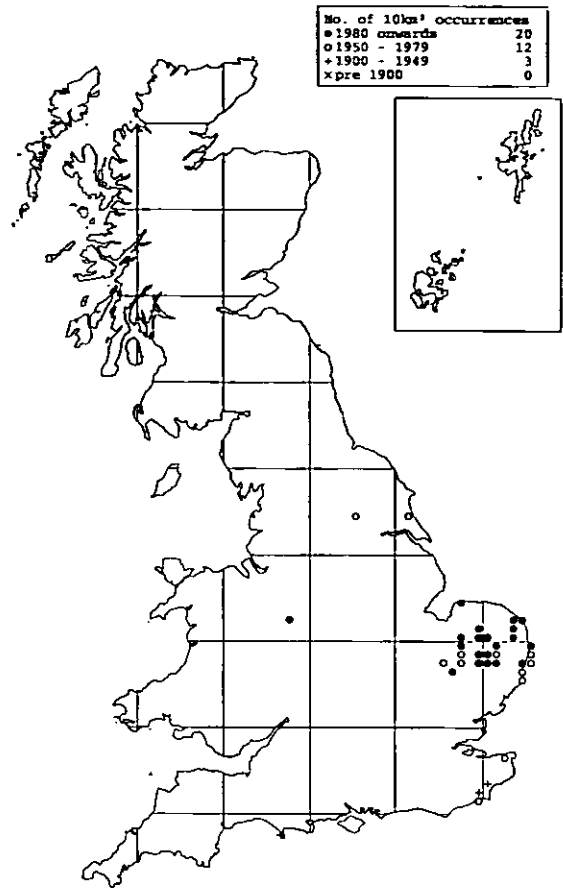 No. of 10km² occurrences
● 1980 onwards 20
○ 1950 - 1979 12
+ 1900 - 1949 3
× pre 1900 0